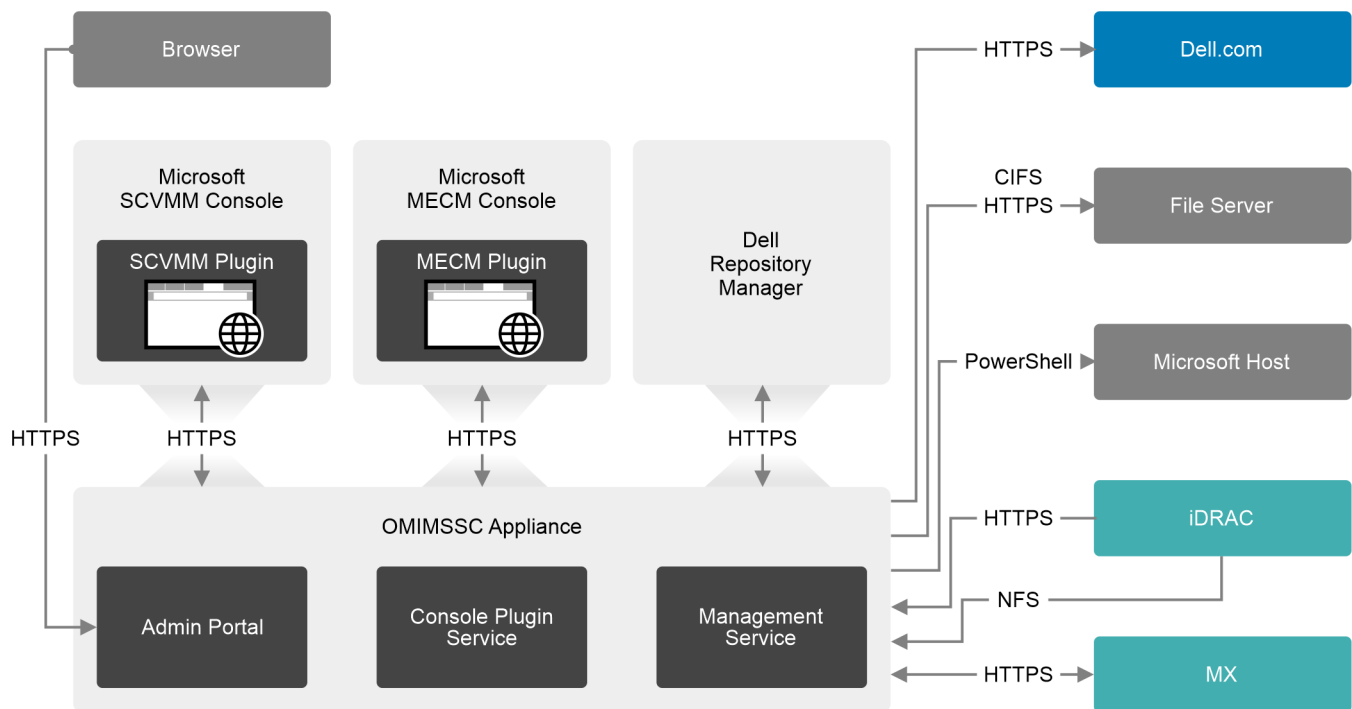 Browser
HTTPS
Dell.com
Microsoft
SCVMM Console
SCVMM Plugin
Microsoft
MECM Console
MECM Plugin
Dell
Repository
Manager
CIFS
HTTPS
File Server
PowerShell
Microsoft Host
HTTPS
HTTPS
HTTPS
HTTPS
OMIMSSC Appliance
Admin Portal
Console Plugin
Service
Management
Service
HTTPS
iDRAC
NFS
HTTPS
MX